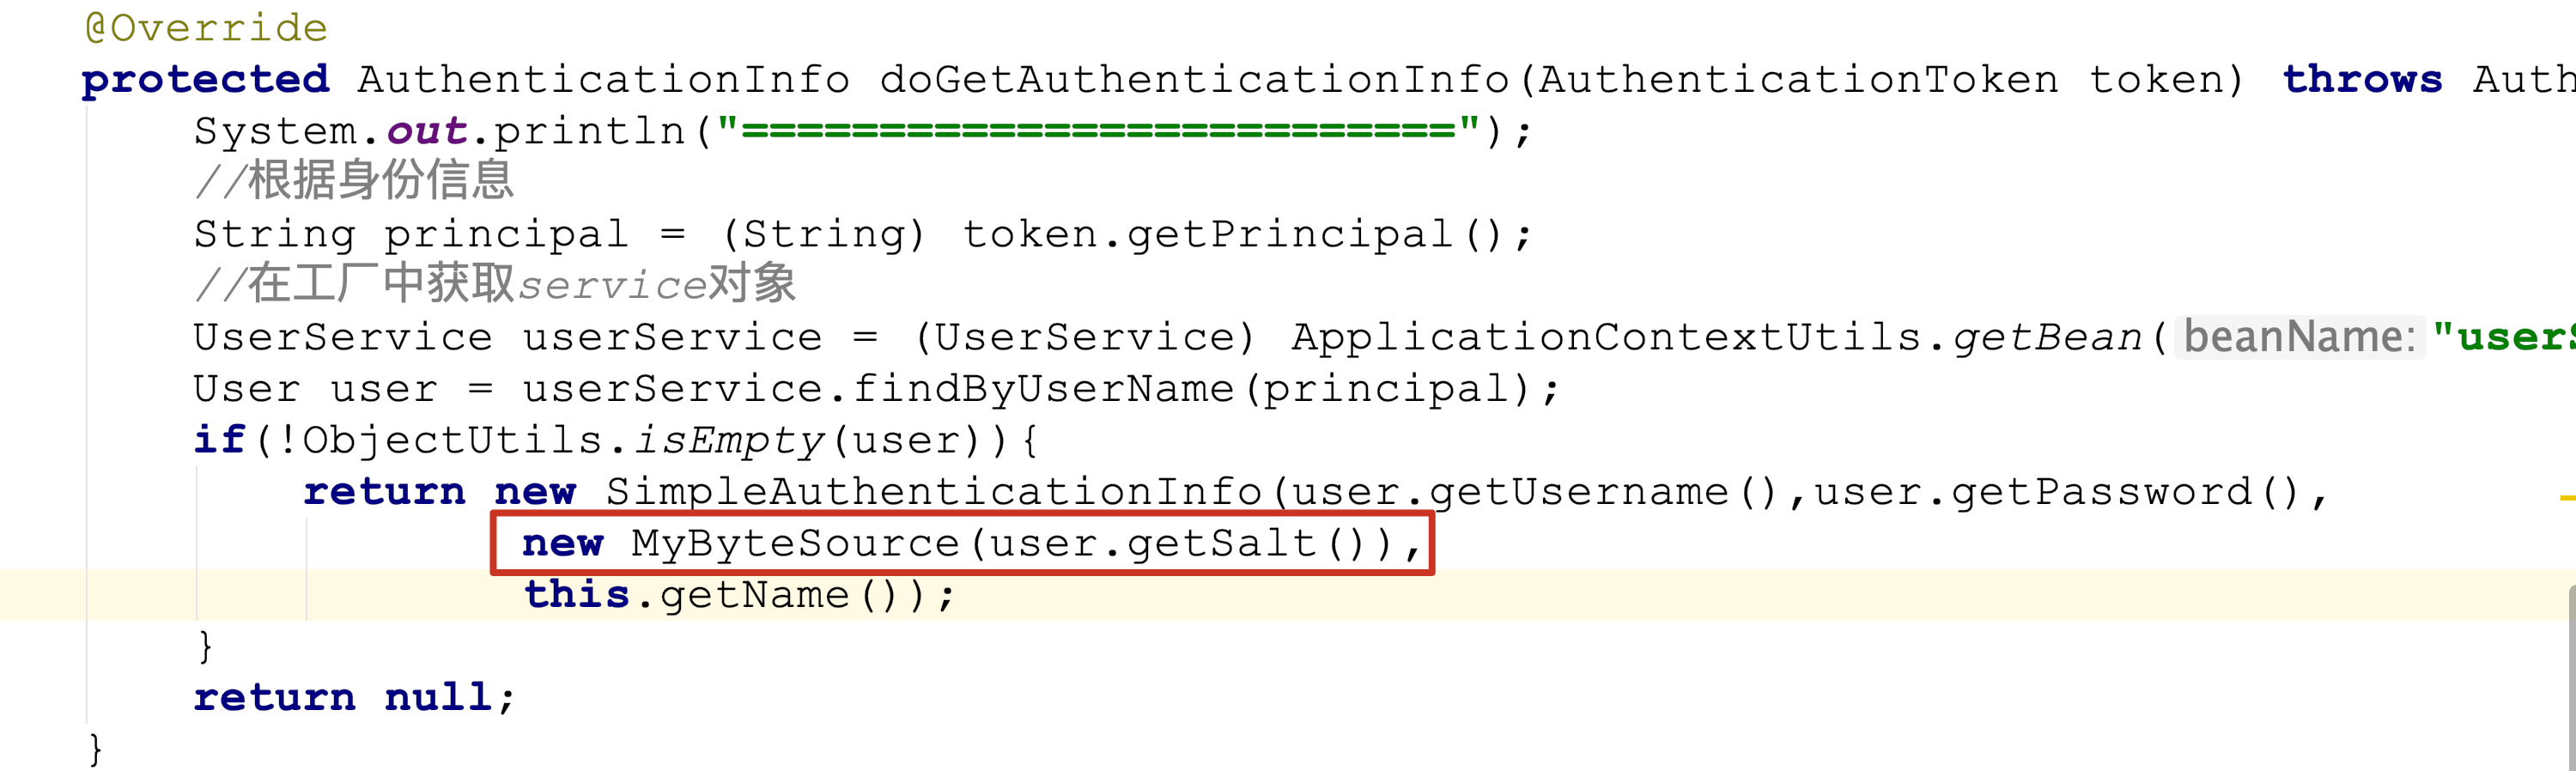 @Override
protected AuthenticationInfo doGetAuthenticationInfo(AuthenticationToken token) throws Auth
System.out.println("==========================");
//根据身份信息
String principal = (String) token.getPrincipal();
//在工厂中获取service对象
UserService userService = (UserService) ApplicationContextUtils.getBean( beanName: "userS
User user = userService.findByUserName(principal);
if(!ObjectUtils.isEmpty(user)){
return new SimpleAuthenticationInfo(user.getUsername(),user.getPassword(),
new MyByteSource(user.getSalt()),
this.getName());
}
return null;
}